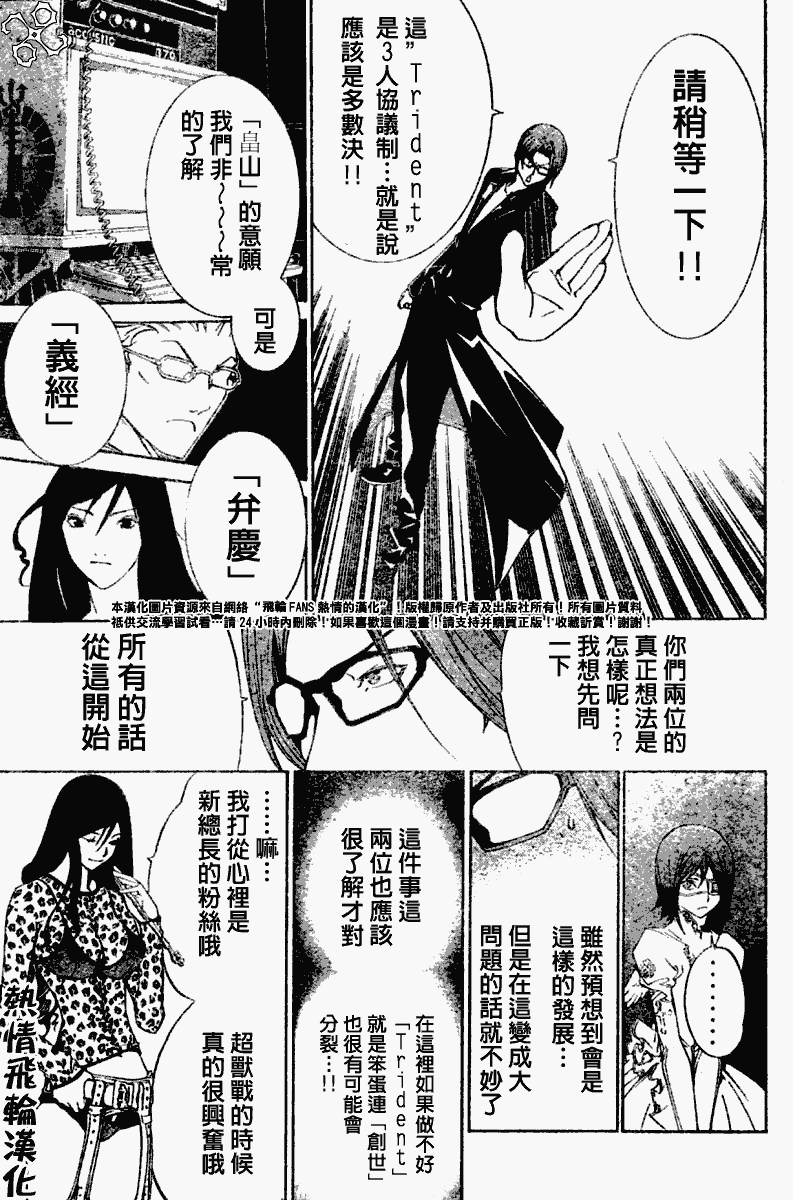 請稍等一下!!
這”Trident”
是3人協議制…就是說
應該是多數決!!
「畠山」的意願
我們非～～～常
的了解
可是
「義經」
「弁慶」
本漢化圖片資源來自網絡“飛輪FANS熱情的漢化”！版權歸原作者及出版社所有！所有圖片質料
祗供交流學習試看…請24小時內刪除！如果喜歡這個漫畫！請支持并購買正版！收藏訢賞！謝謝！
你們兩位的
真正想法是
怎樣呢…?
我想先問
一下
所有的話
從這開始
………
雖然預想到會是
這樣的發展…
但是在這變成大
問題的話就不妙了
這件事這
兩位也應該
很了解才對
在這裡如果做不好
「Trident」
就是笨蛋連「創世」
也很有可能會
分裂…!!
……嘛…
我打從心裡是
新總長的粉絲哦
超獸戰的時候
真的很興奮哦
熱情飛輪漢化